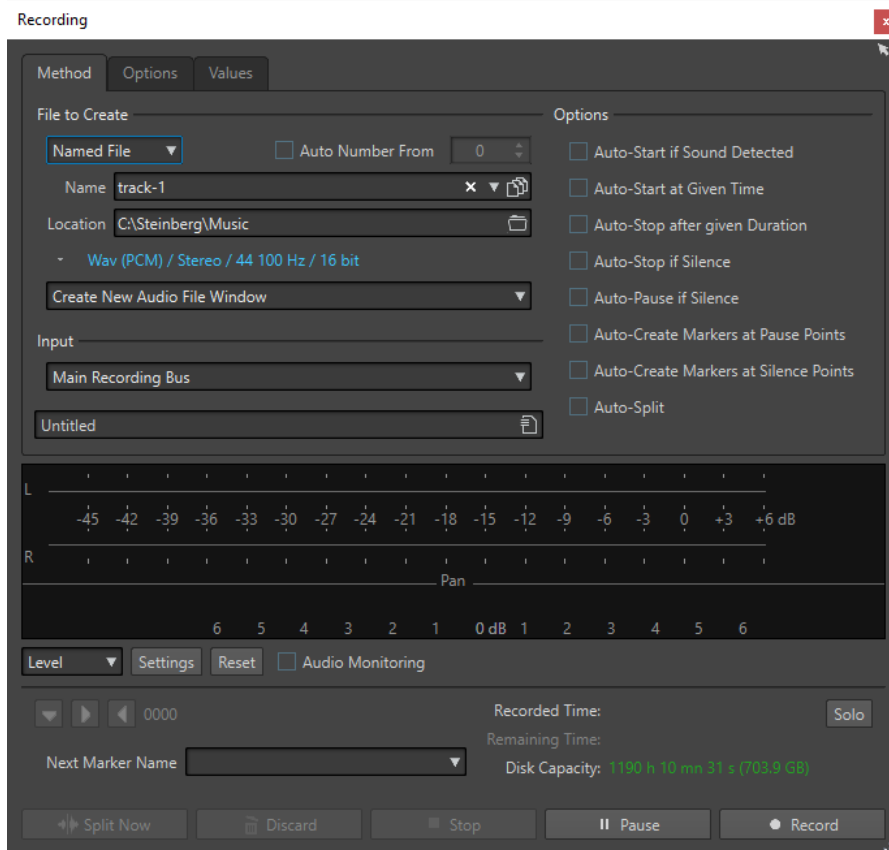 Recording
Method Options Values
File to Create
Named File Auto Number From 0
Name track-1
Location C:\Steinberg\Music
Wav (PCM) / Stereo / 44 100 Hz / 16 bit
Create New Audio File Window
Input
Main Recording Bus
Untitled
Options
Auto-Start if Sound Detected
Auto-Start at Given Time
Auto-Stop after given Duration
Auto-Stop if Silence
Auto-Pause if Silence
Auto-Create Markers at Pause Points
Auto-Create Markers at Silence Points
Auto-Split
L
-45 -42 -39 -36 -33 -30 -27 -24 -21 -18 -15 -12 -9 -6 -3 0 +3 +6 dB
R
Pan
6 5 4 3 2 1 0 dB 1 2 3 4 5 6
Level Settings Reset Audio Monitoring
0000
Next Marker Name
Recorded Time:
Remaining Time:
Disk Capacity: 1190 h 10 mn 31 s (703.9 GB)
Solo
Split Now Discard Stop Pause Record